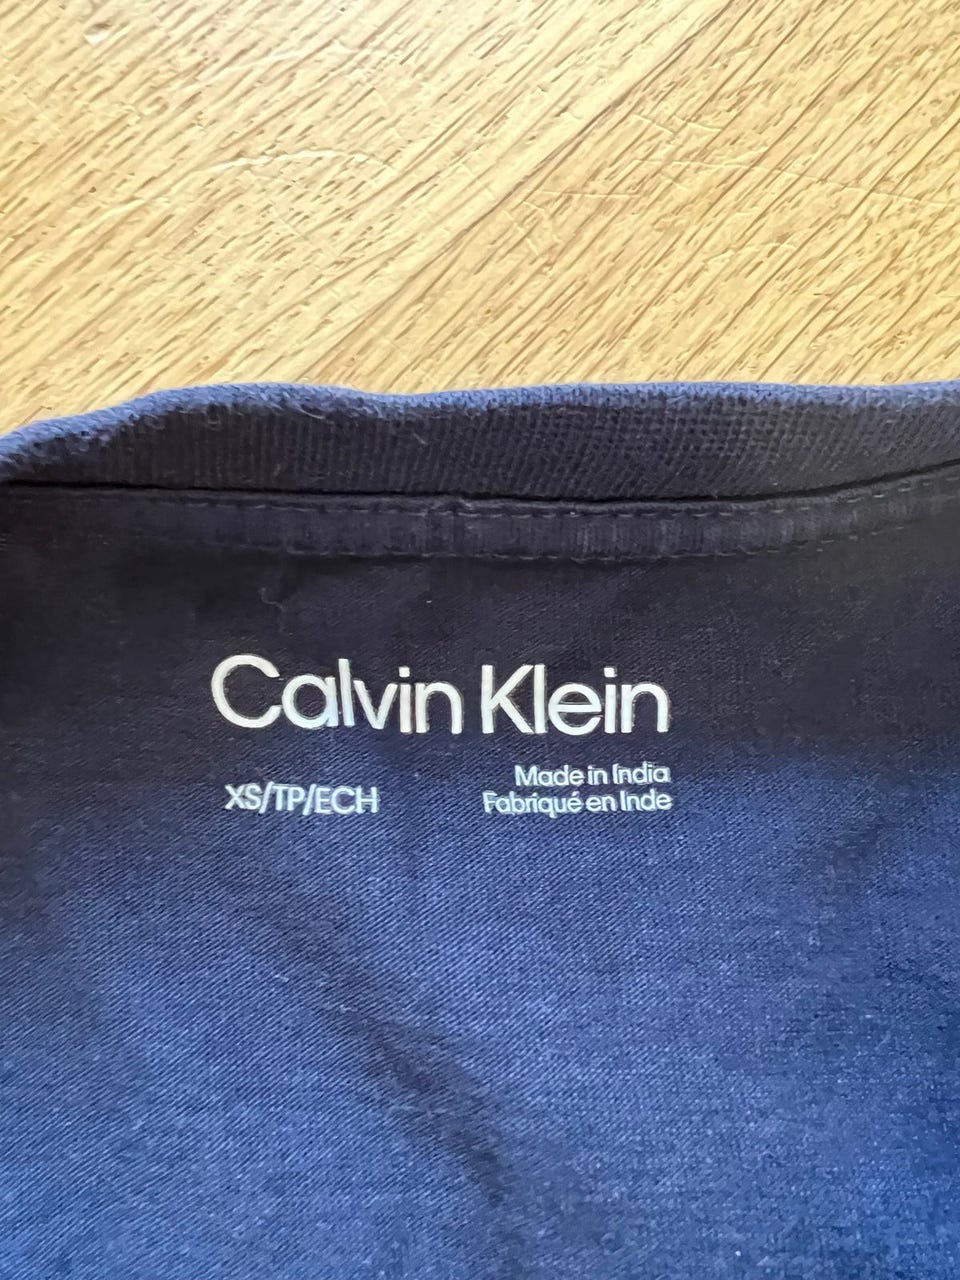 Calvin Klein
XS/TP/ECH
Made in India
Fabriqué en Inde